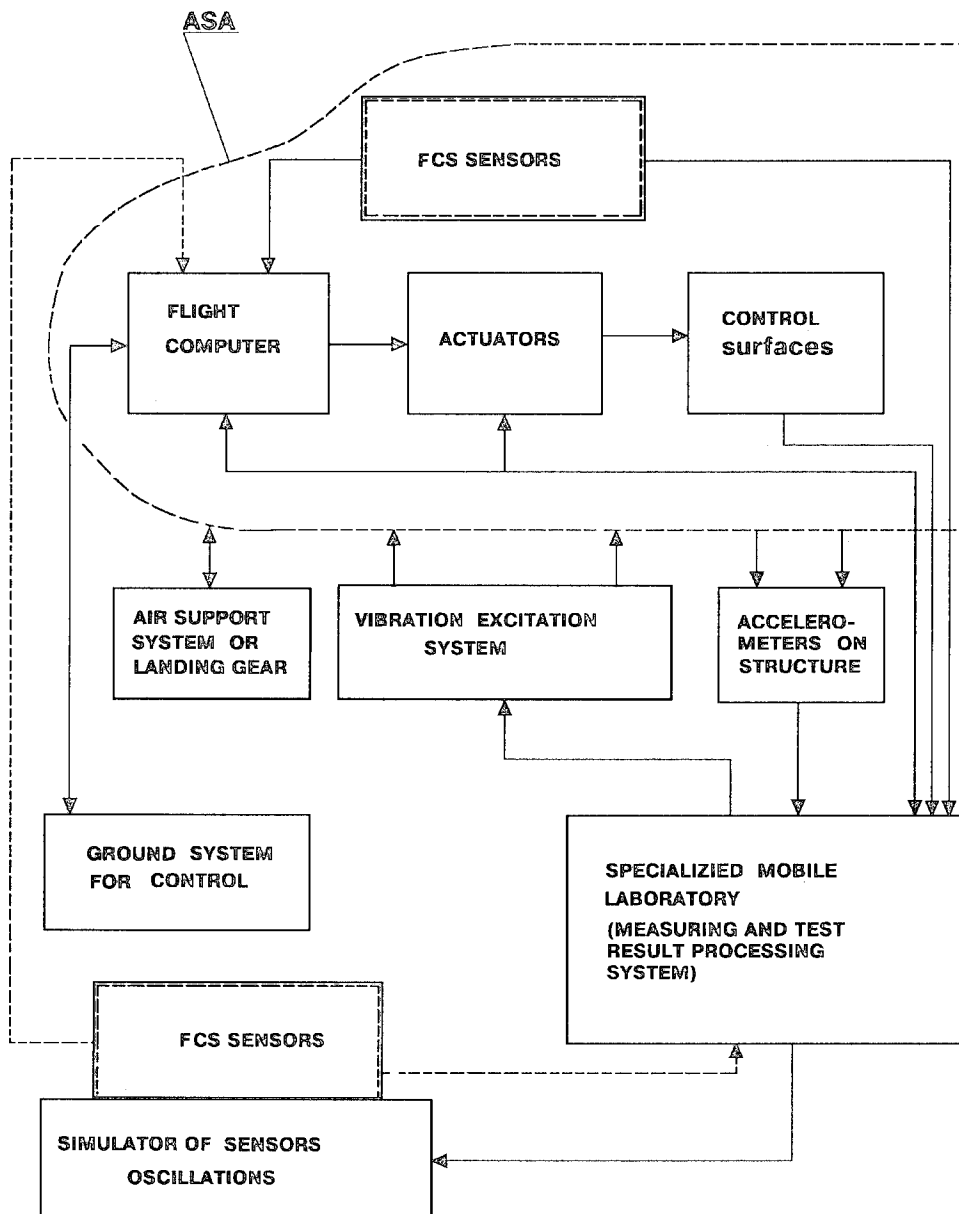 ASA
FCS SENSORS
FLIGHT
COMPUTER
ACTUATORS
CONTROL
surfaces
AIR SUPPORT
SYSTEM OR
LANDING GEAR
VIBRATION EXCITATION
SYSTEM
ACCELERO-
METERS ON
STRUCTURE
GROUND SYSTEM
FOR CONTROL
SPECIALIZIED MOBILE
LABORATORY
(MEASURING AND TEST
RESULT PROCESSING
SYSTEM)
FCS SENSORS
SIMULATOR OF SENSORS
OSCILLATIONS